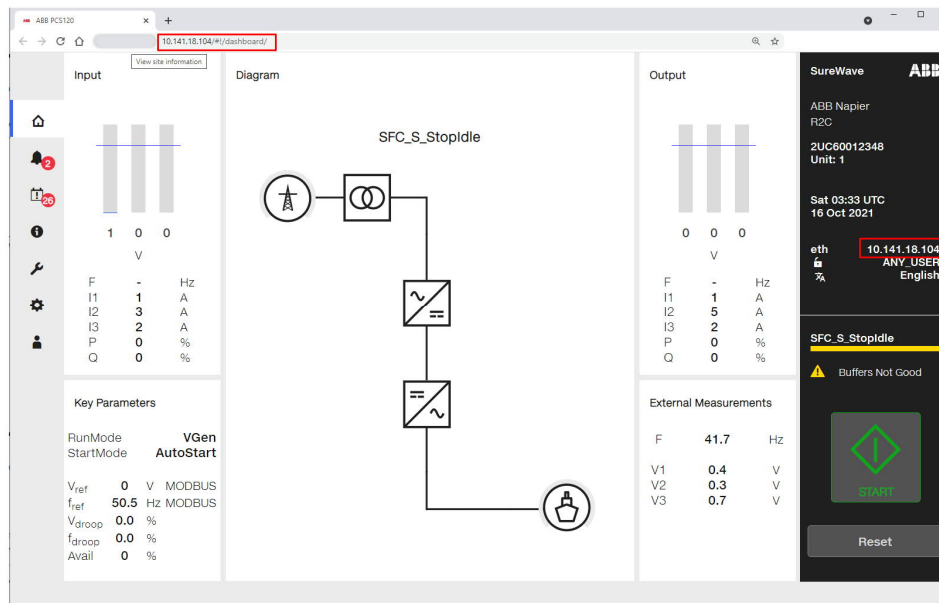 ABB PCS120
10.141.18.104/#!/dashboard/
View site information
Input
1 0 0
V
F - Hz
I1 1 A
I2 3 A
I3 2 A
P 0 %
Q 0 %
Key Parameters
RunMode VGen
StartMode AutoStart
Vref 0 V MODBUS
fref 50.5 Hz MODBUS
Vdroop 0.0 %
fdroop 0.0 %
Avail 0 %
2
26
Diagram
SFC_S_StopIdle
Output
0 0 0
V
F - Hz
I1 1 A
I2 5 A
I3 2 A
P 0 %
Q 0 %
External Measurements
F 41.7 Hz
V1 0.4 V
V2 0.3 V
V3 0.7 V
SureWave ABB
ABB Napier
R2C
2UC60012348
Unit: 1
Sat 03:33 UTC
16 Oct 2021
eth 10.141.18.104
ANY_USER
English
SFC_S_StopIdle
Buffers Not Good
START
Reset